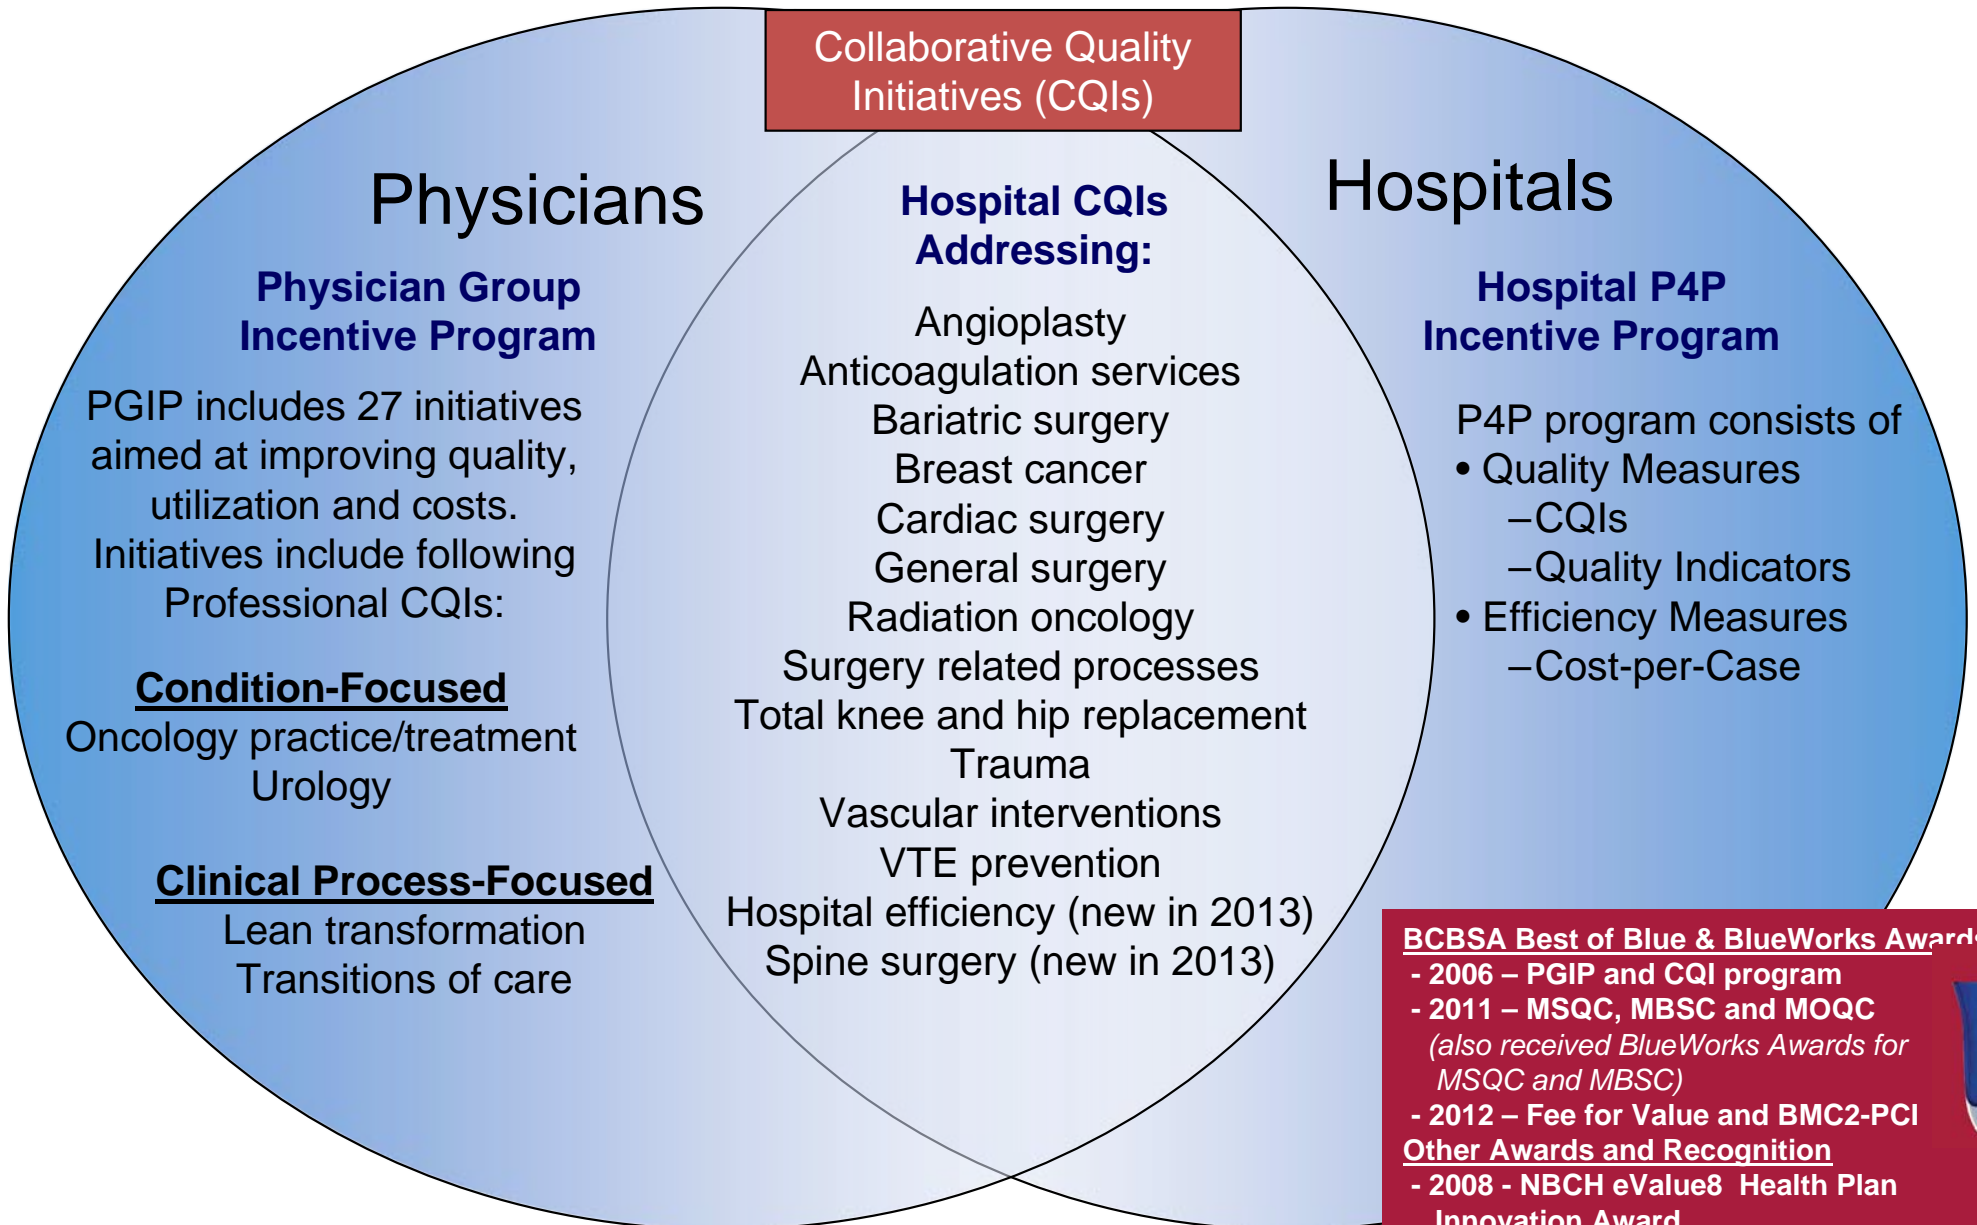 Collaborative Quality
Initiatives (CQIs)
Physicians
Physician Group
Incentive Program
PGIP includes 27 initiatives
aimed at improving quality,
utilization and costs.
Initiatives include following
Professional CQIs:
Condition-Focused
Oncology practice/treatment
Urology
Clinical Process-Focused
Lean transformation
Transitions of care
Hospital CQIs
Addressing:
Angioplasty
Anticoagulation services
Bariatric surgery
Breast cancer
Cardiac surgery
General surgery
Radiation oncology
Surgery related processes
Total knee and hip replacement
Trauma
Vascular interventions
VTE prevention
Hospital efficiency (new in 2013)
Spine surgery (new in 2013)
Hospitals
Hospital P4P
Incentive Program
P4P program consists of
• Quality Measures
–CQIs
–Quality Indicators
• Efficiency Measures
–Cost-per-Case
BCBSA Best of Blue & BlueWorks Awards
- 2006 – PGIP and CQI program
- 2011 – MSQC, MBSC and MOQC
(also received BlueWorks Awards for
MSQC and MBSC)
- 2012 – Fee for Value and BMC2-PCI
Other Awards and Recognition
- 2008 - NBCH eValue8 Health Plan
Innovation Award